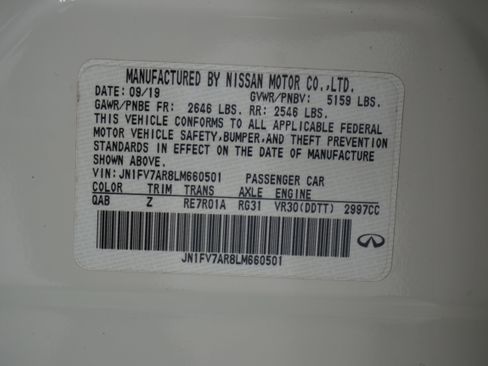 MANUFACTURED BY NISSAN MOTOR CO.,LTD.
DATE: 09/19 GVWR/PNBV: 5159 LBS.
GAWR/PNBE FR: 2646 LBS. RR: 2546 LBS.
THIS VEHICLE CONFORMS TO ALL APPLICABLE FEDERAL
MOTOR VEHICLE SAFETY,BUMPER,AND THEFT PREVENTION
STANDARDS IN EFFECT ON THE DATE OF MANUFACTURE
SHOWN ABOVE.
VIN: JN1FV7AR8LM660501 PASSENGER CAR
COLOR TRIM TRANS AXLE ENGINE
QAB Z RE7R01A RG31 VR30(DDTT) 2997CC
JN1FV7AR8LM660501